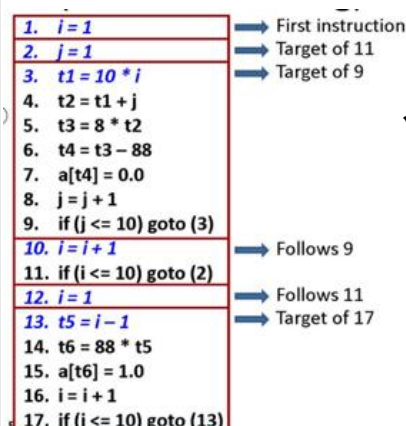 1. i = 1 First instruction
2. j = 1 Target of 11
3. t1 = 10 * i Target of 9
4. t2 = t1 + j
5. t3 = 8 * t2
6. t4 = t3 – 88
7. a[t4] = 0.0
8. j = j + 1
9. if (j <= 10) goto (3)
10. i = i + 1 Follows 9
11. if (i <= 10) goto (2)
12. i = 1 Follows 11
13. t5 = i – 1 Target of 17
14. t6 = 88 * t5
15. a[t6] = 1.0
16. i = i + 1
17. if (i <= 10) goto (13)